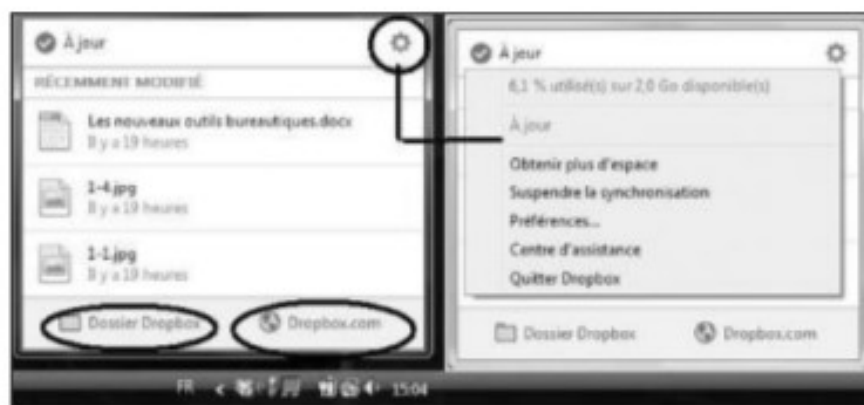 À jour
RÉCEMMENT MODIFIÉ
Les nouveaux outils bureautiques.docx
Il y a 19 heures
1-4.jpg
Il y a 19 heures
1-1.jpg
Il y a 19 heures
Dossier Dropbox
Dropbox.com
FR
15:04
À jour
6,1 % utilisé(s) sur 2,0 Go disponible(s)
À jour
Obtenir plus d'espace
Suspendre la synchronisation
Préférences...
Centre d'assistance
Quitter Dropbox
Dossier Dropbox
Dropbox.com